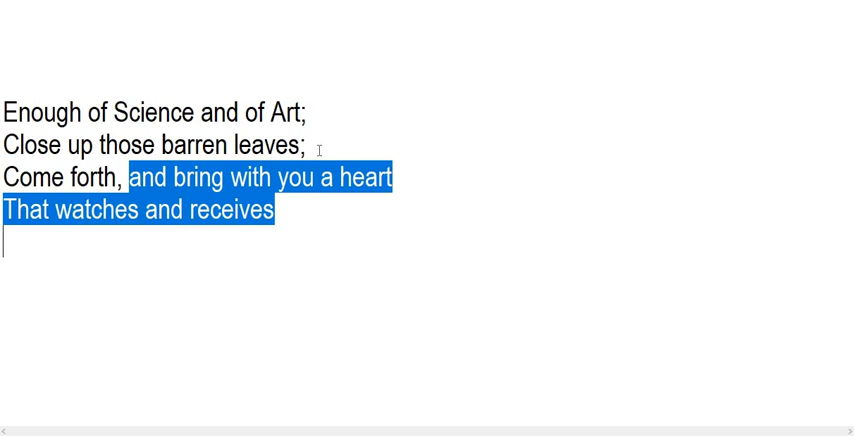 Enough of Science and of Art;
Close up those barren leaves;
Come forth, and bring with you a heart
That watches and receives